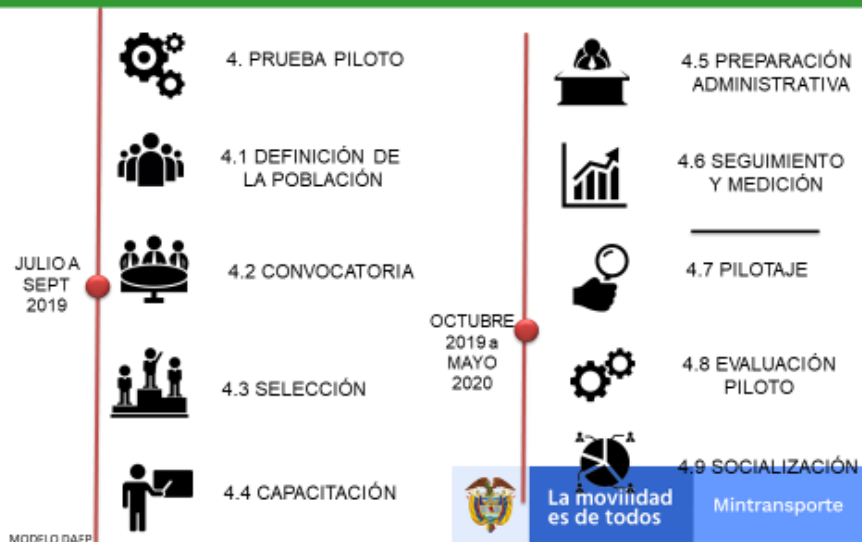 4. PRUEBA PILOTO
4.1 DEFINICIÓN DE
LA POBLACIÓN
JULIO A
SEPT
2019
4.2 CONVOCATORIA
4.3 SELECCIÓN
4.4 CAPACITACIÓN
MODELO DAFP
4.5 PREPARACIÓN
ADMINISTRATIVA
4.6 SEGUIMIENTO
Y MEDICIÓN
4.7 PILOTAJE
OCTUBRE
2019 a
MAYO
2020
4.8 EVALUACIÓN
PILOTO
4.9 SOCIALIZACIÓN
La movilidad
es de todos
Mintransporte